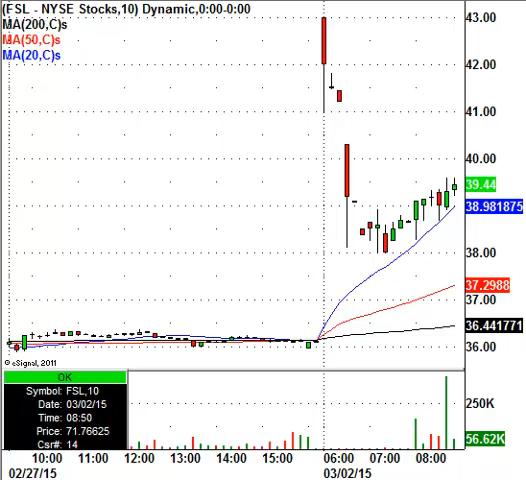 (FSL - NYSE Stocks,10) Dynamic,0:00-0:00
MA(200,C)s
MA(50,C)s
MA(20,C)s
43.00
42.00
41.00
40.00
39.44
38.981875
38.00
37.2988
37.00
36.441771
36.00
© eSignal, 2011
OK
Symbol: FSL,10
Date: 03/02/15
Time: 08:50
Price: 71.76625
Csr#: 14
250K
56.62K
10:00 11:00 12:00 13:00 14:00 15:00 06:00 07:00 08:00
02/27/15 03/02/15